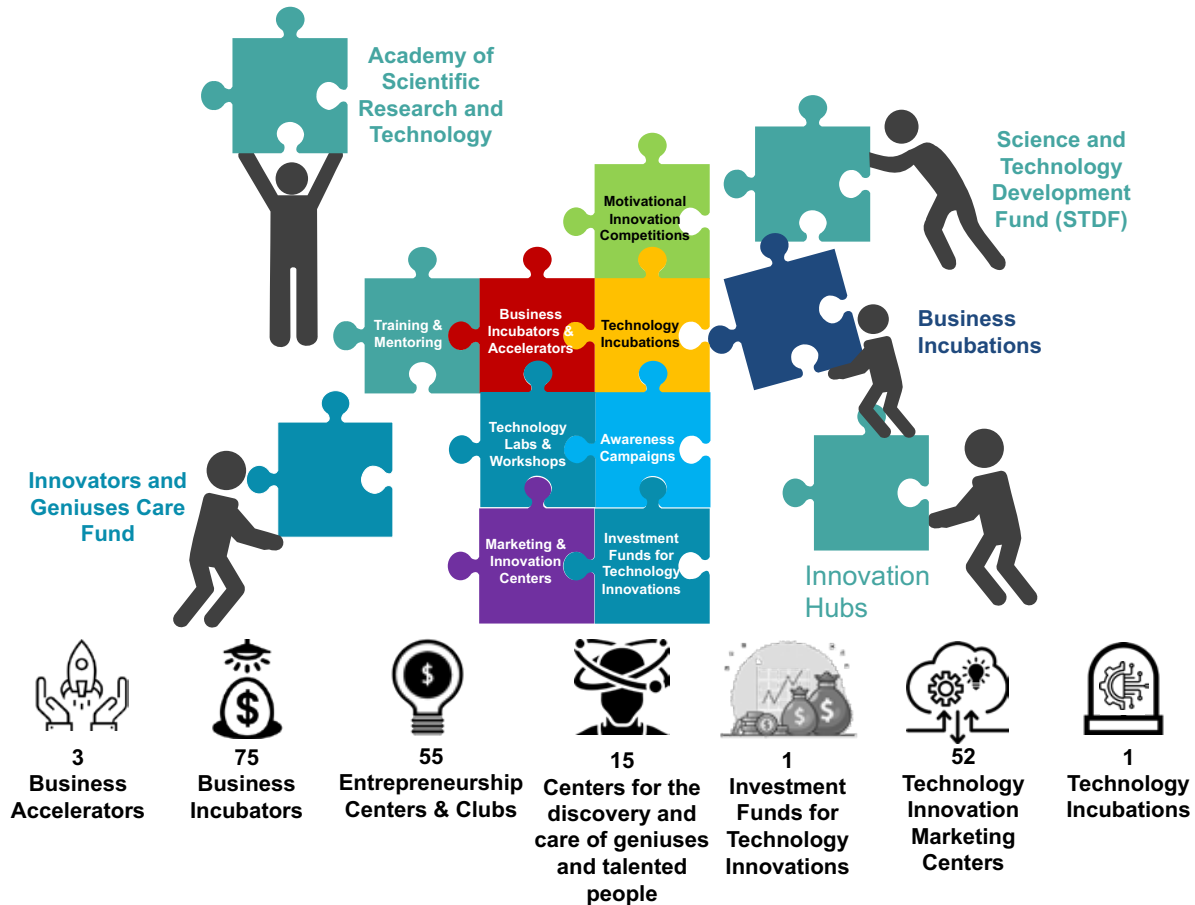 Academy of
Scientific
Research and
Technology
Science and
Technology
Development
Fund (STDF)
Motivational
Innovation
Competitions
Training &
Mentoring
Business
Incubators &
Accelerators
Technology
Incubations
Business
Incubations
Technology
Labs &
Workshops
Awareness
Campaigns
Innovators and
Geniuses Care
Fund
Marketing &
Innovation
Centers
Investment
Funds for
Technology
Innovations
Innovation
Hubs
3
Business
Accelerators
75
Business
Incubators
55
Entrepreneurship
Centers & Clubs
15
Centers for the
discovery and
care of geniuses
and talented
people
1
Investment
Funds for
Technology
Innovations
52
Technology
Innovation
Marketing
Centers
1
Technology
Incubations